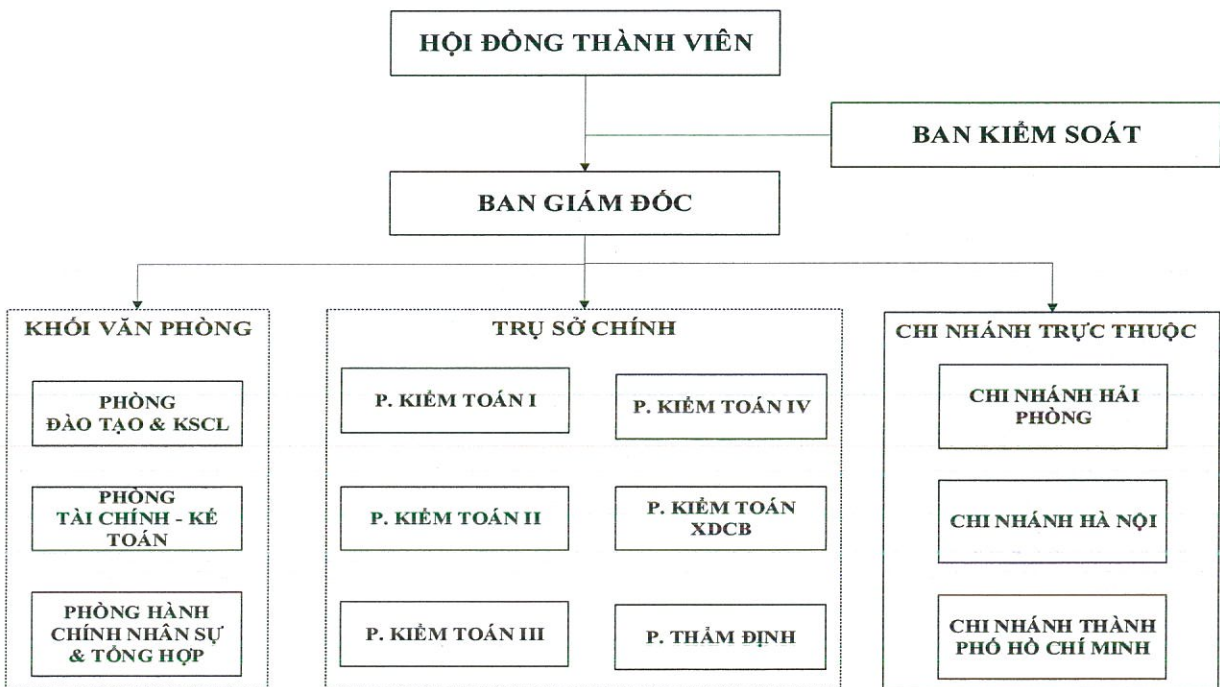 HỘI ĐỒNG THÀNH VIÊN
BAN KIỂM SOÁT
BAN GIÁM ĐỐC
KHỐI VĂN PHÒNG
PHÒNG
ĐÀO TẠO & KSCL
PHÒNG
TÀI CHÍNH - KẾ
TOÁN
PHÒNG HÀNH
CHÍNH NHÂN SỰ
& TỔNG HỢP
TRỤ SỞ CHÍNH
P. KIỂM TOÁN I
P. KIỂM TOÁN IV
P. KIỂM TOÁN II
P. KIỂM TOÁN
XDCB
P. KIỂM TOÁN III
P. THẨM ĐỊNH
CHI NHÁNH TRỰC THUỘC
CHI NHÁNH HẢI
PHÒNG
CHI NHÁNH HÀ NỘI
CHI NHÁNH THÀNH
PHỐ HỒ CHÍ MINH